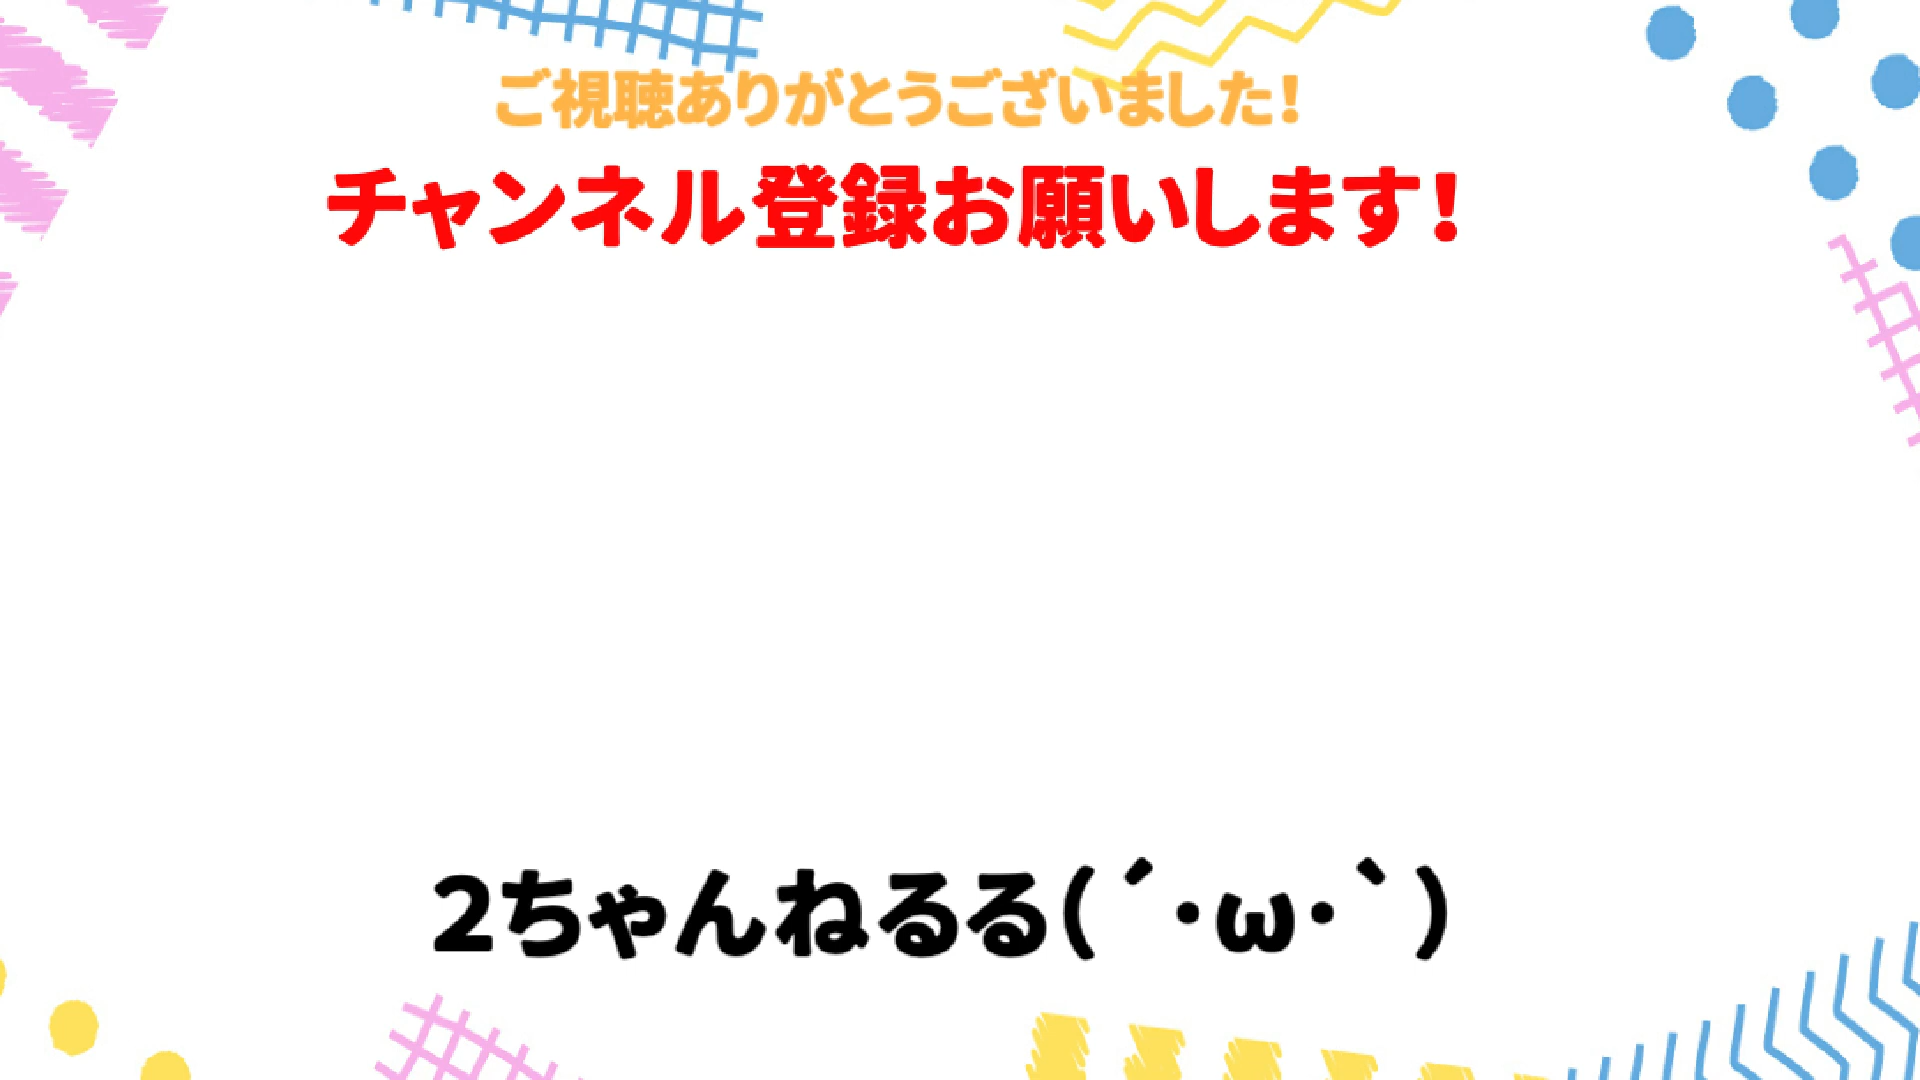 ご視聴ありがとうございました!
チャンネル登録お願いします!
2ちゃんねるる(´･ω･`)